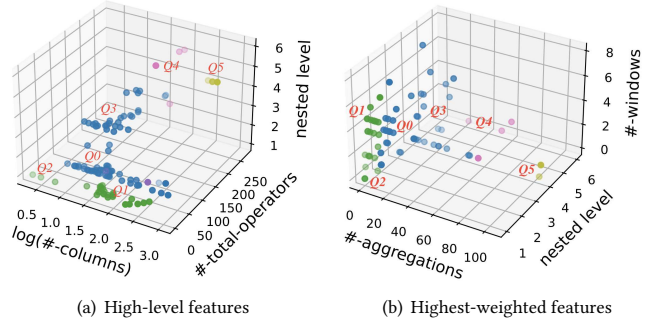 Q4
Q5
Q3
Q0
Q2
Q1
6
5
4
3
2
1
nested level
0.5
1.0
1.5
2.0
2.5
3.0
log(#-columns)
0
50
100
150
200
250
#-total-operators
(a) High-level features
Q1
Q0
Q3
Q4
Q5
Q2
8
6
4
2
0
#-windows
0
20
40
60
80
100
#-aggregations
1
2
3
4
5
6
nested level
(b) Highest-weighted features